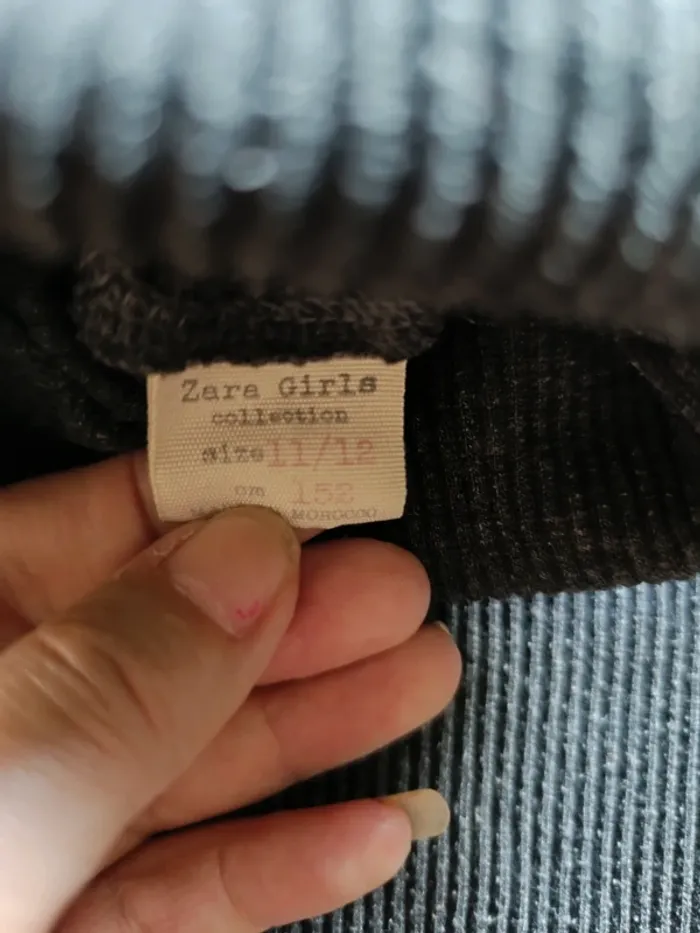 Zara Girls
collection
size 11/12
cm 152
MOROCCO